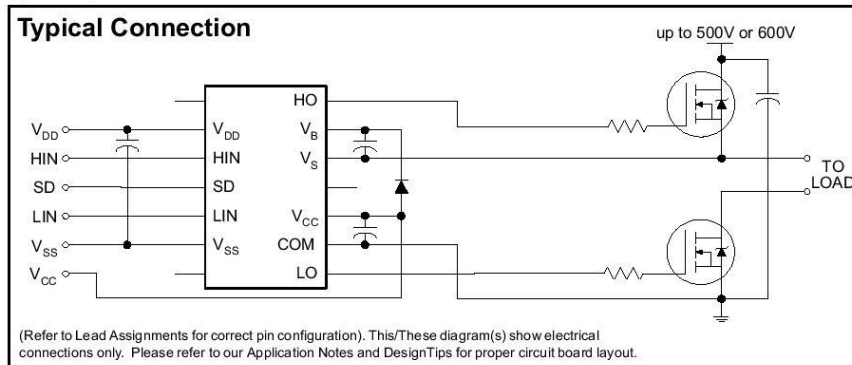 Typical Connection
up to 500V or 600V
HO
VDD
VDD
VB
HIN
HIN
VS
SD
SD
TO
LOAD
LIN
LIN
VCC
VSS
VSS
COM
VCC
LO
(Refer to Lead Assignments for correct pin configuration). This/These diagram(s) show electrical
connections only. Please refer to our Application Notes and DesignTips for proper circuit board layout.